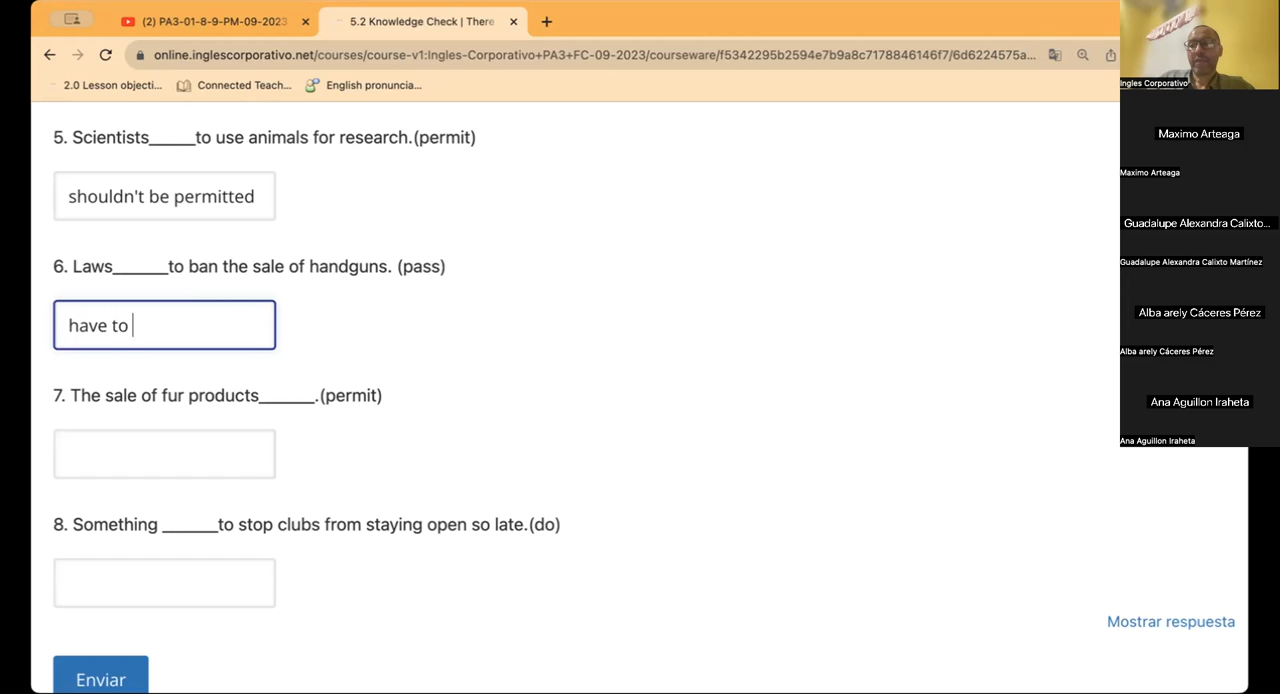 (2) PA3-01-8-9-PM-09-2023
5.2 Knowledge Check | There
online.inglescorporativo.net/courses/course-v1:Ingles-Corporativo+PA3+FC-09-2023/courseware/f5342295b2594e7b9a8c7178846146f7/6d6224575a...
2.0 Lesson objecti...
Connected Teach...
English pronuncia...
5. Scientists_____to use animals for research.(permit)
shouldn't be permitted
6. Laws______to ban the sale of handguns. (pass)
have to
7. The sale of fur products______.(permit)
8. Something ______to stop clubs from staying open so late.(do)
Mostrar respuesta
Enviar
Ingles Corporativo
Maximo Arteaga
Maximo Arteaga
Guadalupe Alexandra Calixto...
Guadalupe Alexandra Calixto Martínez
Alba arely Cáceres Pérez
Alba arely Cáceres Pérez
Ana Aguillon Iraheta
Ana Aguillon Iraheta